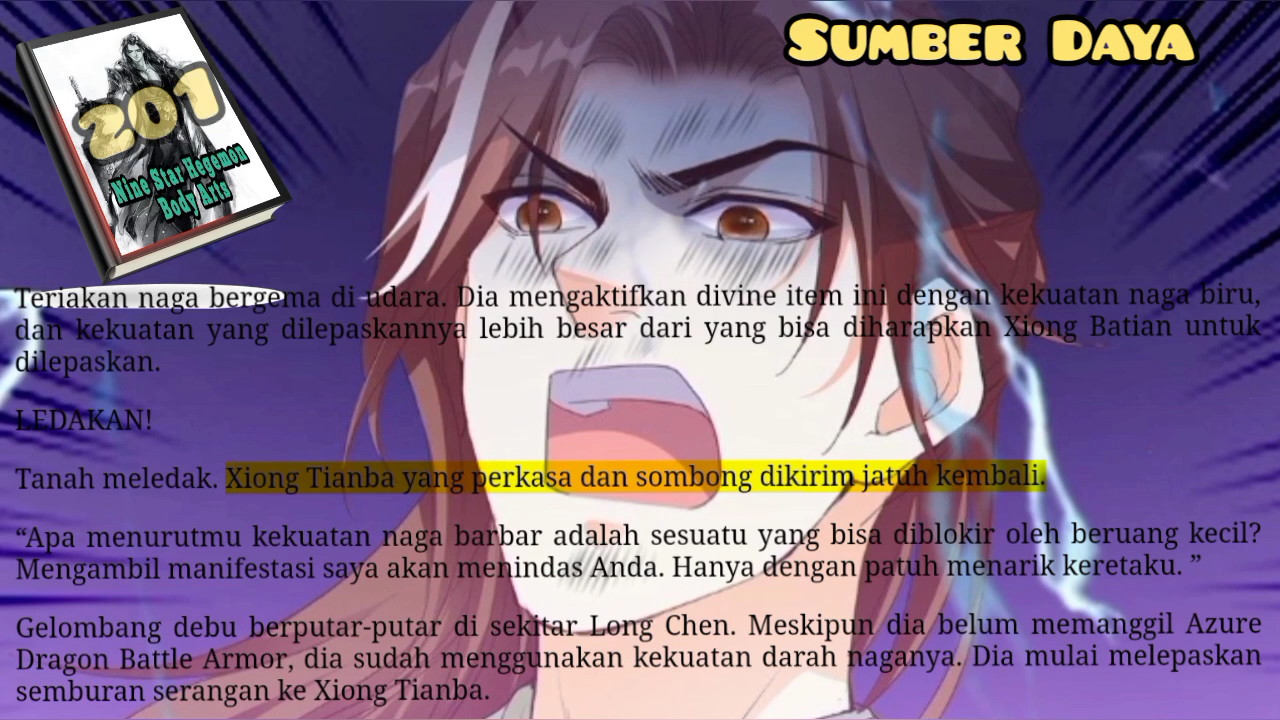 SUMBER DAYA
201
Nine Star Hegemon
Body Arts
Teriakan naga bergema di udara. Dia mengaktifkan divine item ini dengan kekuatan naga biru,
dan kekuatan yang dilepaskannya lebih besar dari yang bisa diharapkan Xiong Batian untuk
dilepaskan.
LEDAKAN!
Tanah meledak. Xiong Tianba yang perkasa dan sombong dikirim jatuh kembali.
“Apa menurutmu kekuatan naga barbar adalah sesuatu yang bisa diblokir oleh beruang kecil?
Mengambil manifestasi saya akan menindas Anda. Hanya dengan patuh menarik keretaku. ”
Gelombang debu berputar-putar di sekitar Long Chen. Meskipun dia belum memanggil Azure
Dragon Battle Armor, dia sudah menggunakan kekuatan darah naganya. Dia mulai melepaskan
semburan serangan ke Xiong Tianba.